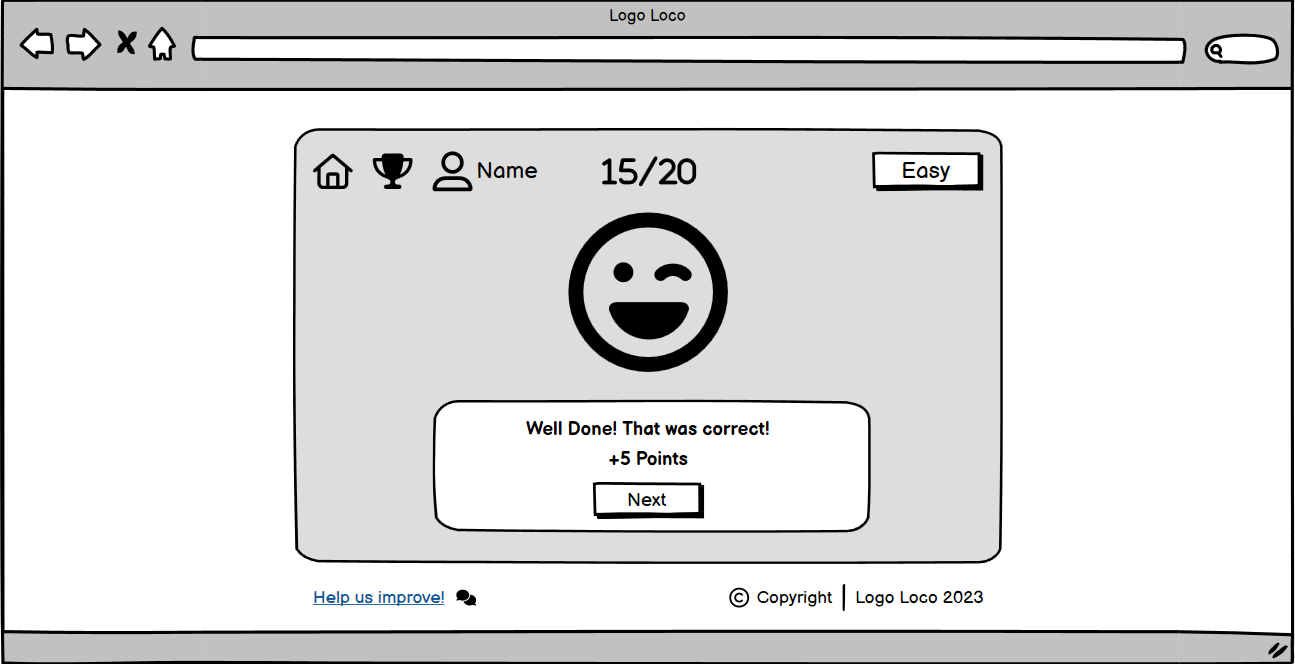 Logo Loco
Name
15/20
Easy
Well Done! That was correct!
+5 Points
Next
Help us improve!
© Copyright | Logo Loco 2023